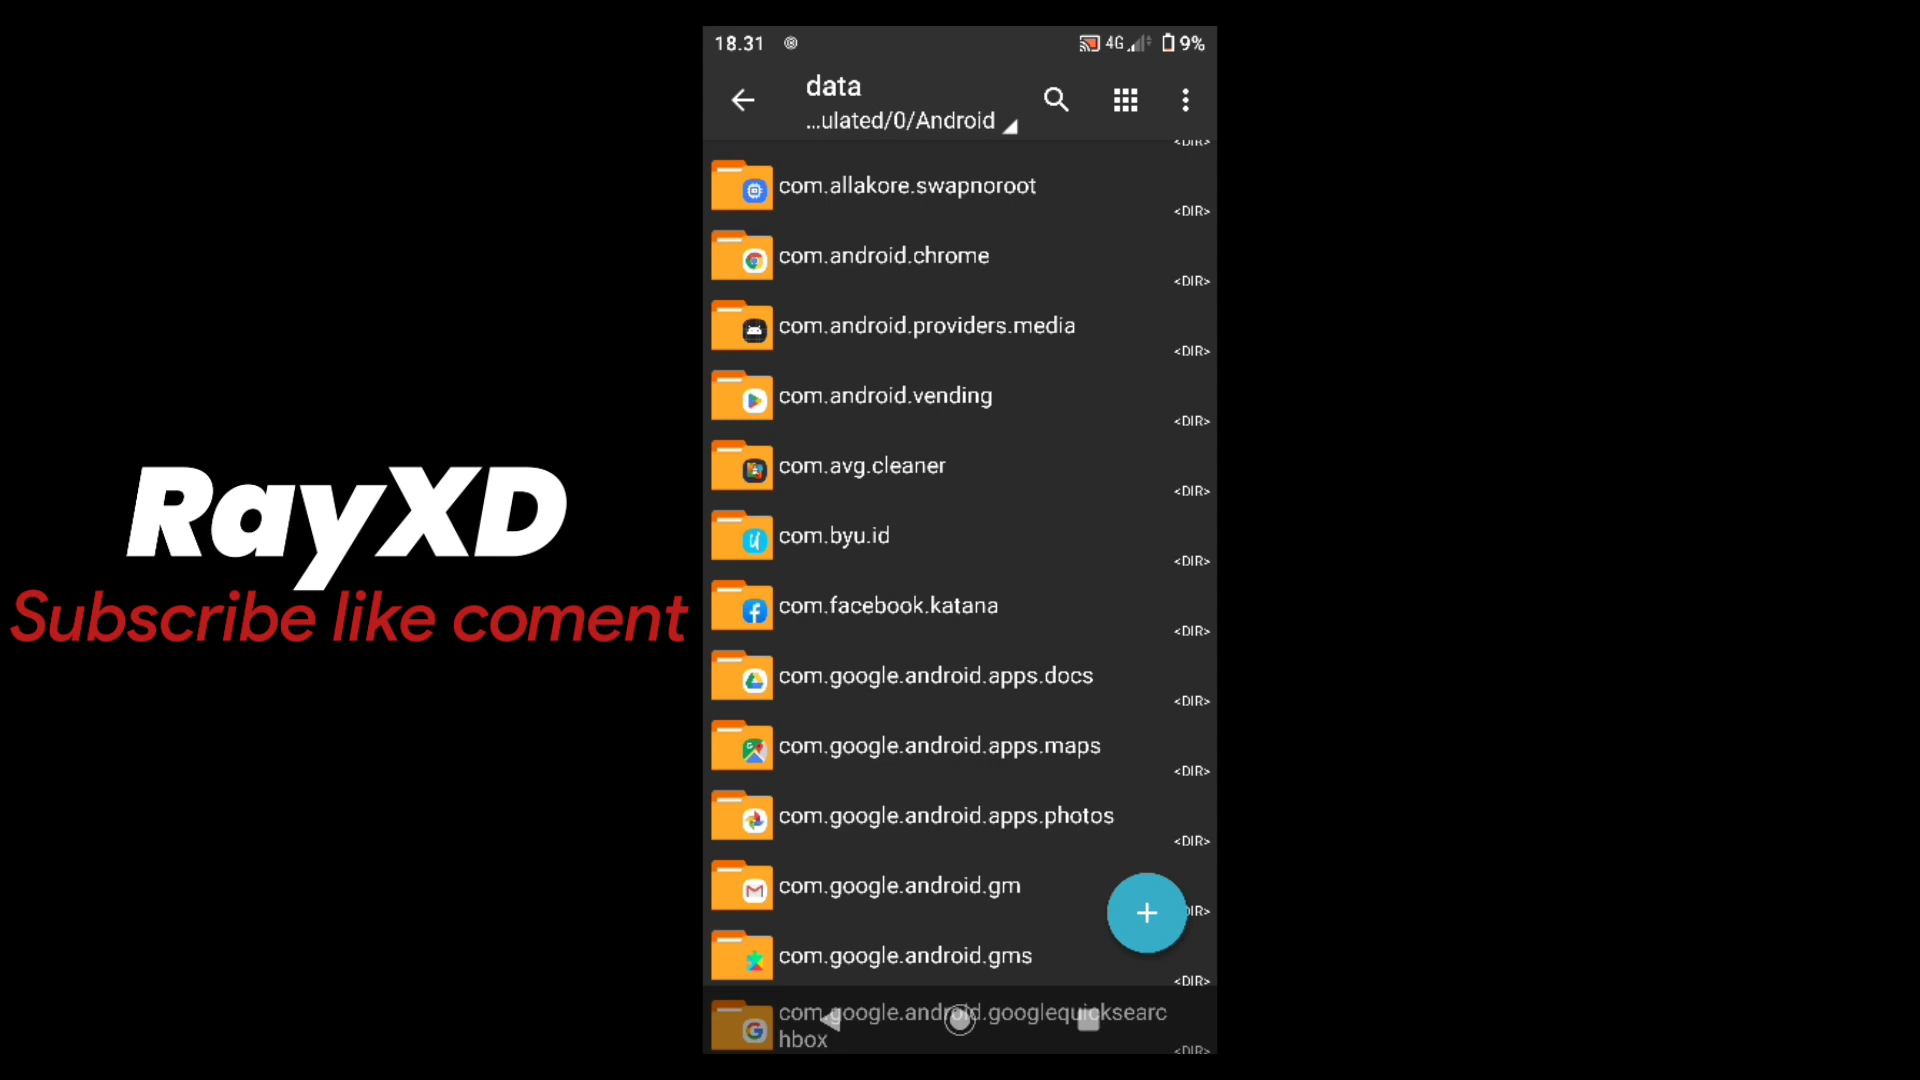 18.31
4G
9%
data
...ulated/0/Android
<DIR>
com.allakore.swapnoroot
<DIR>
com.android.chrome
<DIR>
com.android.providers.media
<DIR>
com.android.vending
<DIR>
com.avg.cleaner
<DIR>
com.byu.id
<DIR>
com.facebook.katana
<DIR>
com.google.android.apps.docs
<DIR>
com.google.android.apps.maps
<DIR>
com.google.android.apps.photos
<DIR>
com.google.android.gm
IR>
com.google.android.gms
<DIR>
com.google.android.googlequicksearc
hbox
<DIR>
RayXD
Subscribe like coment